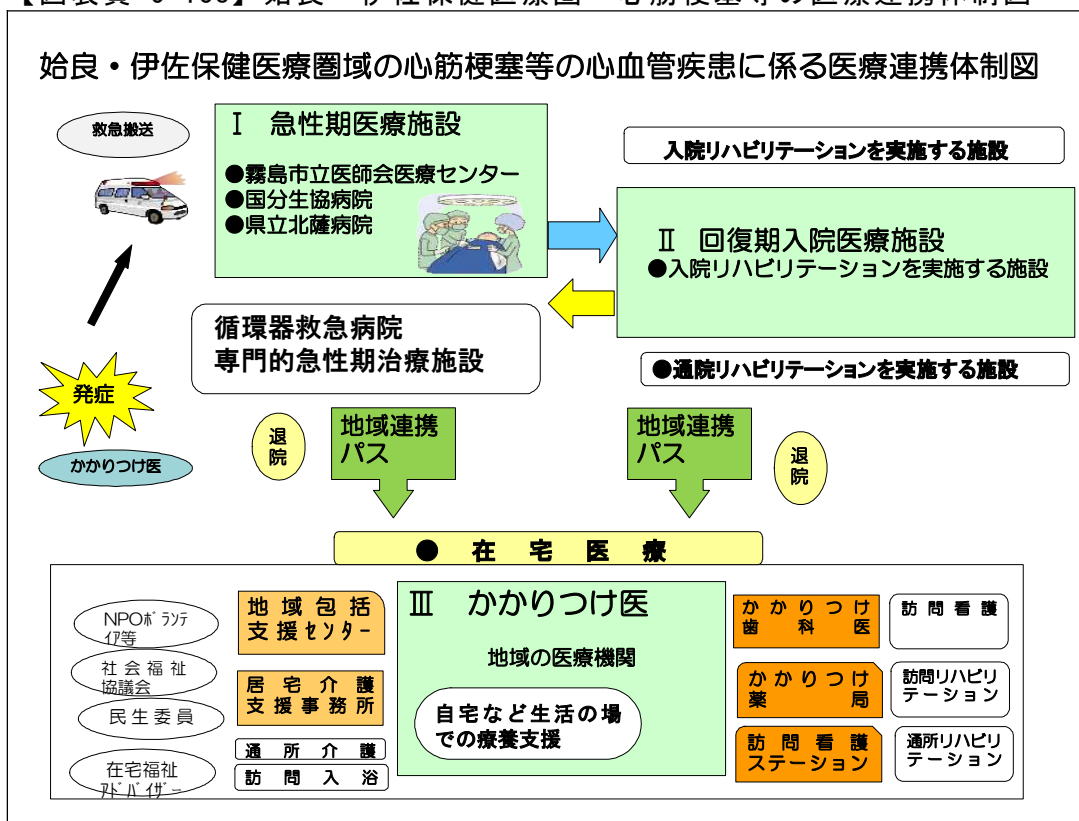 始良・伊佐保健医療圏域の心筋梗塞等の心血管疾患に係る医療連携体制図
救急搬送
Ⅰ 急性期医療施設
●霧島市立医師会医療センター
●国分生協病院
●県立北薩病院
入院リハビリテーションを実施する施設
Ⅱ 回復期入院医療施設
●入院リハビリテーションを実施する施設
循環器救急病院
専門的急性期治療施設
●通院リハビリテーションを実施する施設
発症
かかりつけ医
退院
地域連携
パス
地域連携
パス
退院
● 在宅医療
NPOボランテ
ィア等
社会福祉
協議会
民生委員
在宅福祉
アドバイザー
地域包括
支援センター
居宅介護
支援事務所
通所介護
訪問入浴
Ⅲ かかりつけ医
地域の医療機関
自宅など生活の場
での療養支援
かかりつけ
歯科医
かかりつけ
薬局
訪問看護
ステーション
訪問看護
訪問リハビリ
テーション
通所リハビリ
テーション